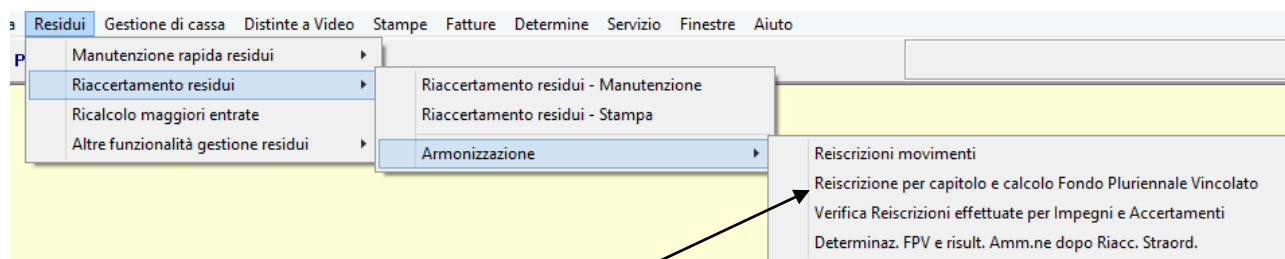 a Residui Gestione di cassa Distinte a Video Stampe Fatture Determine Servizio Finestre Aiuto
P
Manutenzione rapida residui
Riaccertamento residui
Ricalcolo maggiori entrate
Altre funzionalità gestione residui
Riaccertamento residui - Manutenzione
Riaccertamento residui - Stampa
Armonizzazione
Reiscrizioni movimenti
Reiscrizione per capitolo e calcolo Fondo Pluriennale Vincolato
Verifica Reiscrizioni effettuate per Impegni e Accertamenti
Determinaz. FPV e risult. Amm.ne dopo Riacc. Straord.